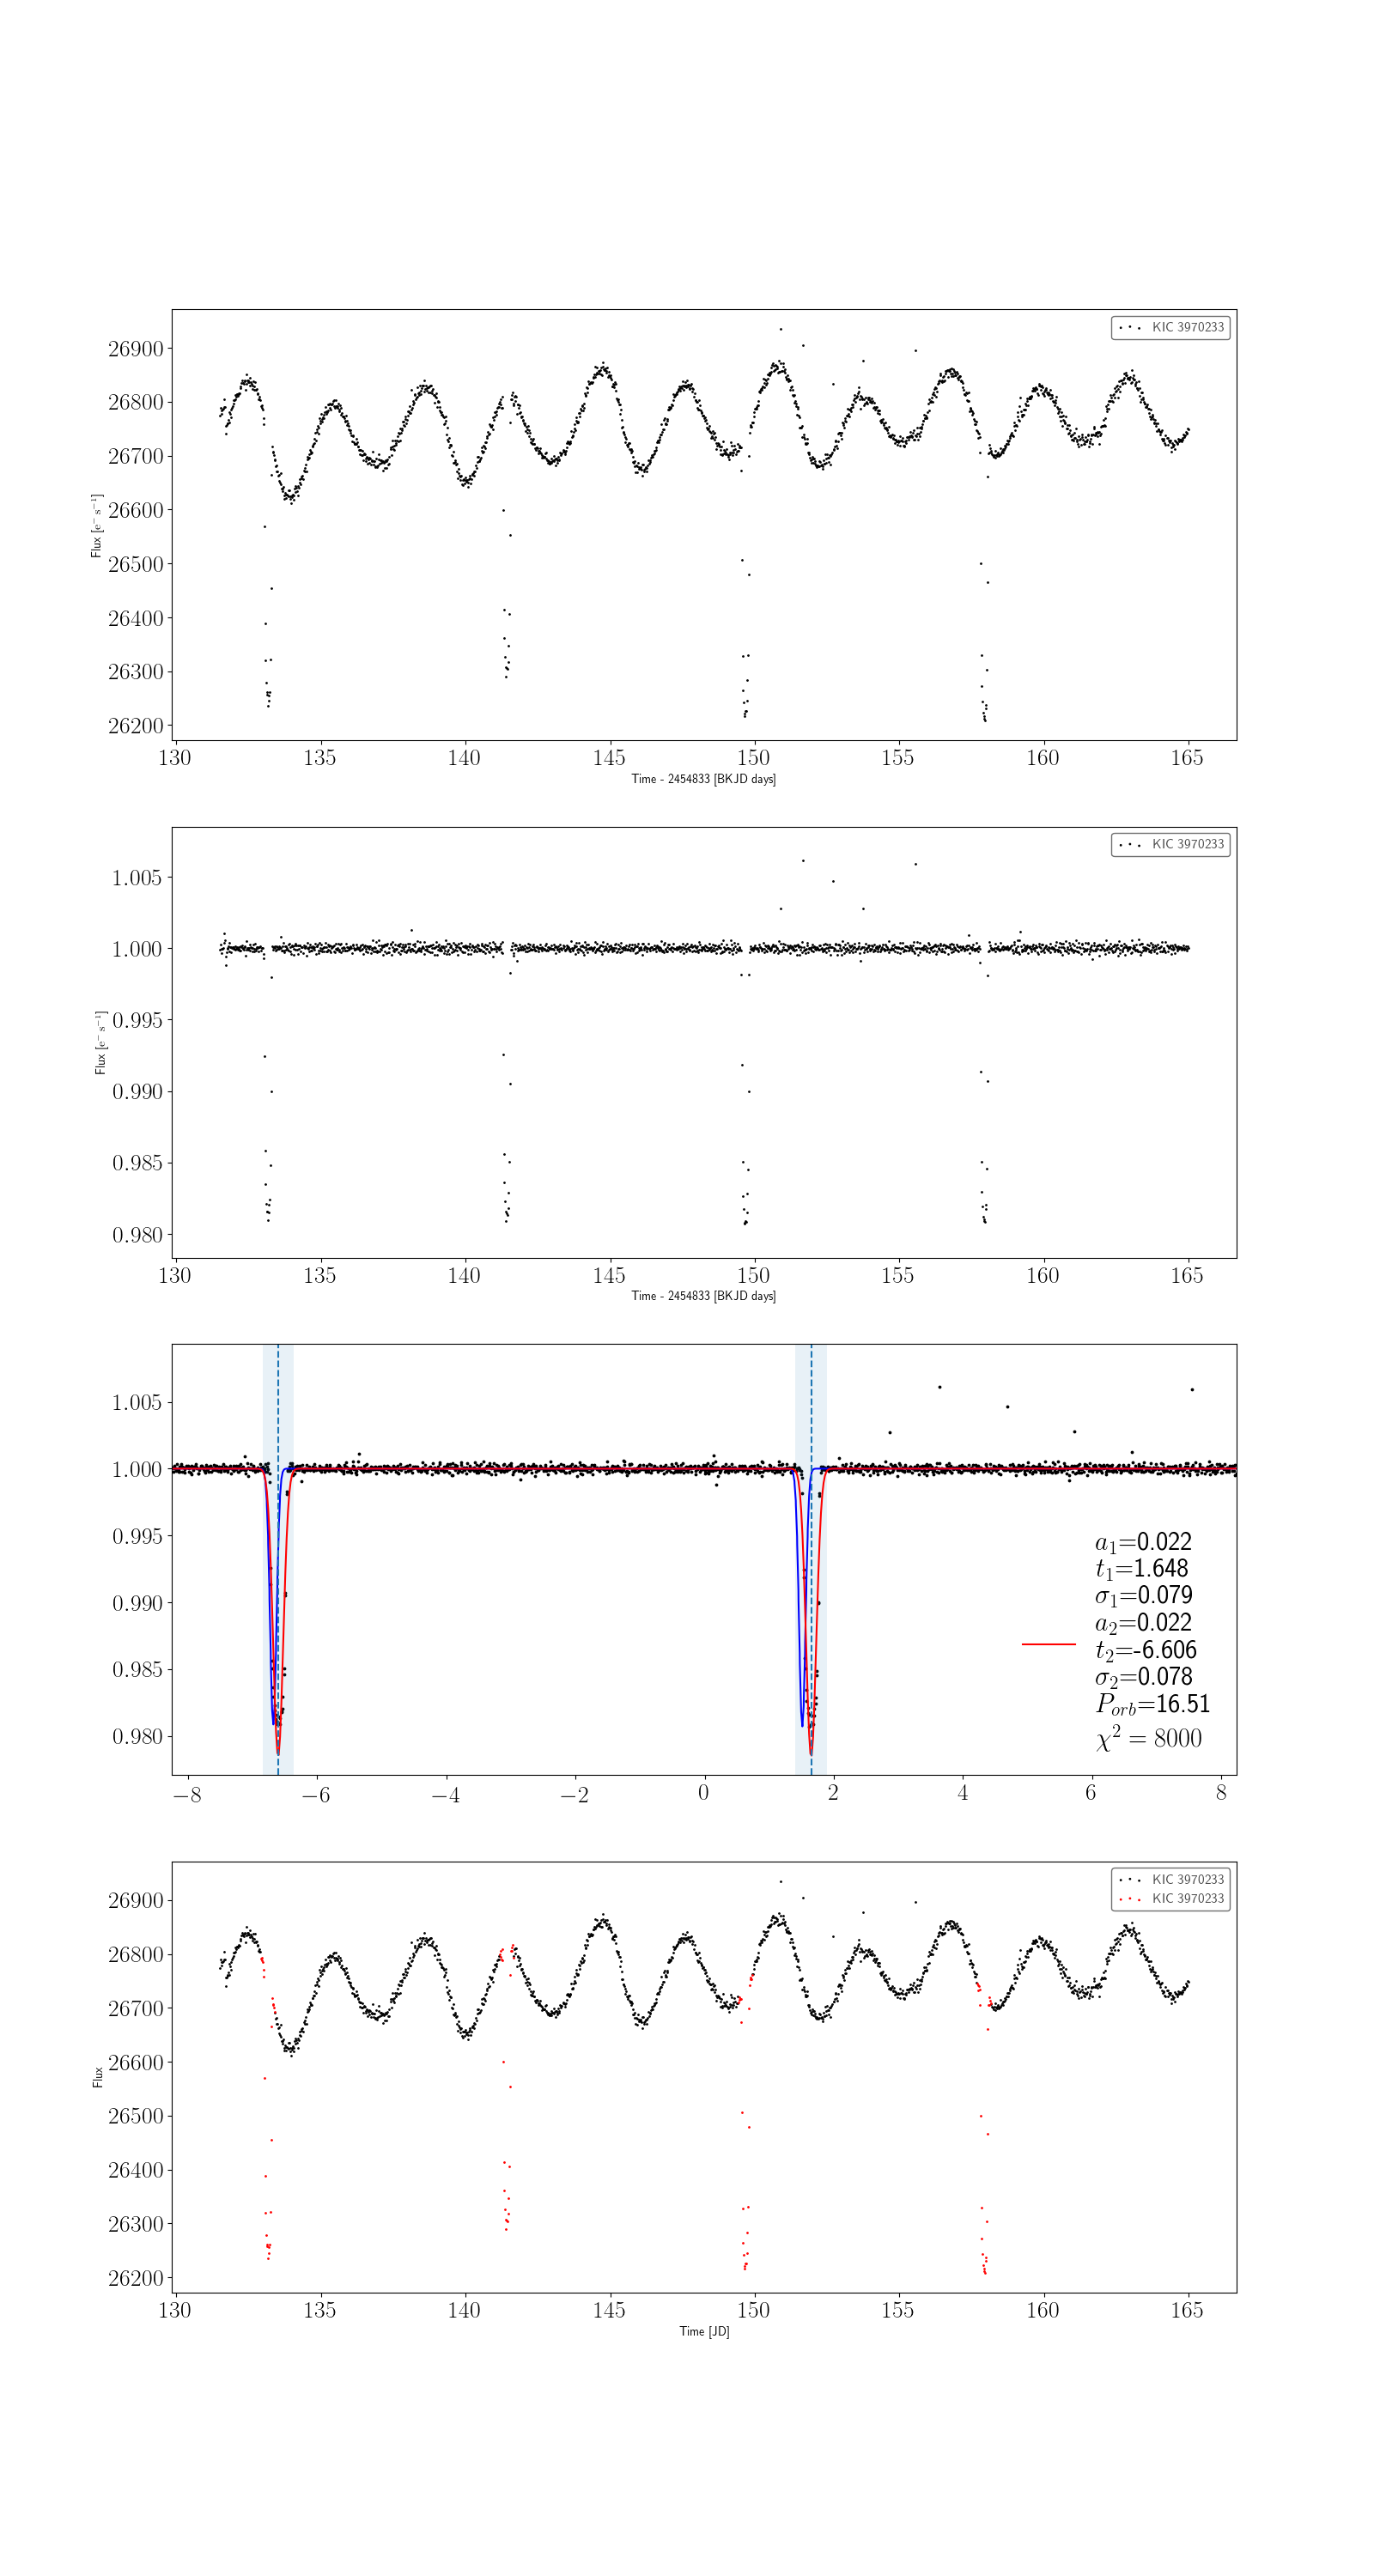 KIC 3970233
26900
26800
26700
26600
26500
26400
26300
26200
Flux [e⁻ s⁻¹]
130 135 140 145 150 155 160 165
Time - 2454833 [BKJD days]
KIC 3970233
1.005
1.000
0.995
0.990
0.985
0.980
Flux [e⁻ s⁻¹]
130 135 140 145 150 155 160 165
Time - 2454833 [BKJD days]
1.005
1.000
0.995
0.990
0.985
0.980
a₁=0.022
t₁=1.648
σ₁=0.079
a₂=0.022
t₂=-6.606
σ₂=0.078
P_orb=16.51
χ² = 8000
−8 −6 −4 −2 0 2 4 6 8
KIC 3970233
KIC 3970233
26900
26800
26700
26600
26500
26400
26300
26200
Flux
130 135 140 145 150 155 160 165
Time [JD]